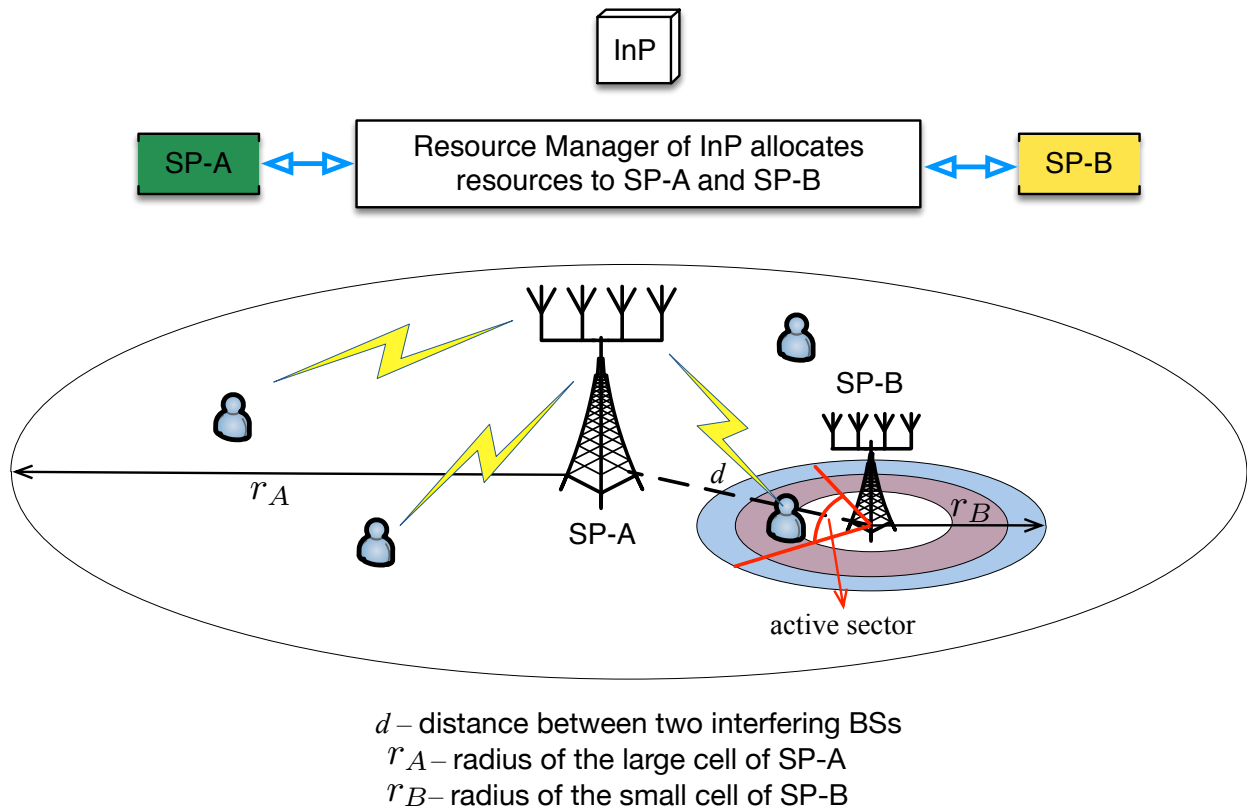 InP
SP-A
Resource Manager of InP allocates
resources to SP-A and SP-B
SP-B
SP-B
r_A
d
r_B
SP-A
active sector
d – distance between two interfering BSs
r_A– radius of the large cell of SP-A
r_B– radius of the small cell of SP-B